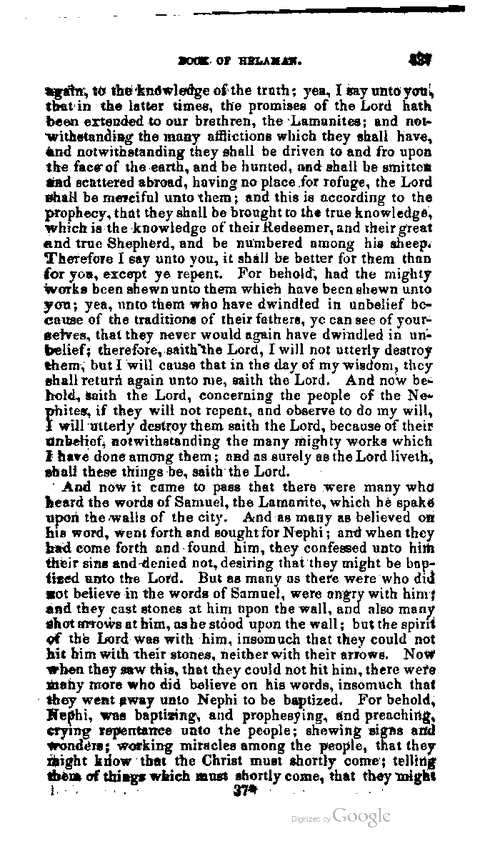 BOOK OF HELAMAN. 437
again, to the knowledge of the truth; yea, I say unto you,
that in the latter times, the promises of the Lord hath
been extended to our brethren, the Lamanites; and not-
withstanding the many afflictions which they shall have,
and notwithstanding they shall be driven to and fro upon
the face of the earth, and be hunted, and shall be smitten
and scattered abroad, having no place for refuge, the Lord
shall be merciful unto them; and this is according to the
prophecy, that they shall be brought to the true knowledge,
which is the knowledge of their Redeemer, and their great
and true Shepherd, and be numbered among his sheep.
Therefore I say unto you, it shall be better for them than
for you, except ye repent. For behold, had the mighty
works been shewn unto them which have been shewn unto
you; yea, unto them who have dwindled in unbelief be-
cause of the traditions of their fathers, ye can see of your-
selves, that they never would again have dwindled in un-
belief; therefore, saith the Lord, I will not utterly destroy
them, but I will cause that in the day of my wisdom, they
shall return again unto me, saith the Lord. And now be-
hold, saith the Lord, concerning the people of the Ne-
phites, if they will not repent, and observe to do my will,
I will utterly destroy them saith the Lord, because of their
unbelief, notwithstanding the many mighty works which
I have done among them; and as surely as the Lord liveth,
shall these things be, saith the Lord.
And now it came to pass that there were many who
heard the words of Samuel, the Lamanite, which he spake
upon the walls of the city. And as many as believed on
his word, went forth and sought for Nephi; and when they
had come forth and found him, they confessed unto him
their sins and denied not, desiring that they might be bap-
tized unto the Lord. But as many as there were who did
not believe in the words of Samuel, were angry with him;
and they cast stones at him upon the wall, and also many
shot arrows at him, as he stood upon the wall; but the spirit
of the Lord was with him, insomuch that they could not
hit him with their stones, neither with their arrows. Now
when they saw this, that they could not hit him, there were
many more who did believe on his words, insomuch that
they went away unto Nephi to be baptized. For behold,
Nephi, was baptizing, and prophesying, and preaching,
crying repentance unto the people; shewing signs and
wonders; working miracles among the people, that they
might know that the Christ must shortly come; telling
them of things which must shortly come, that they might
37*
Digitized by Google